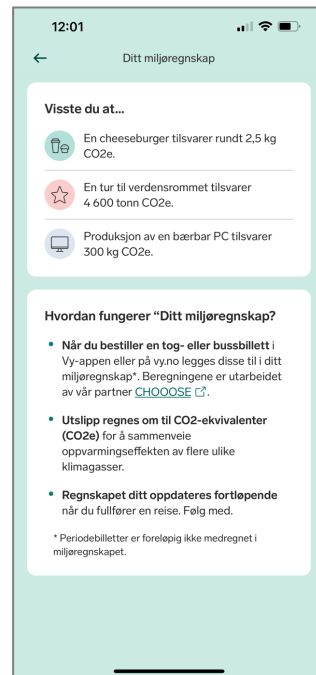 12:01
Ditt miljøregnskap
Visste du at...
En cheeseburger tilsvarer rundt 2,5 kg
CO2e.
En tur til verdensrommet tilsvarer
4 600 tonn CO2e.
Produksjon av en bærbar PC tilsvarer
300 kg CO2e.
Hvordan fungerer “Ditt miljøregnskap?
• Når du bestiller en tog- eller bussbillett i
Vy-appen eller på vy.no legges disse til i ditt
miljøregnskap*. Beregningene er utarbeidet
av vår partner CHOOOSE.
• Utslipp regnes om til CO2-ekvivalenter
(CO2e) for å sammenveie
oppvarmingseffekten av flere ulike
klimagasser.
• Regnskapet ditt oppdateres fortløpende
når du fullfører en reise. Følg med.
* Periodebilletter er foreløpig ikke medregnet i
miljøregnskapet.